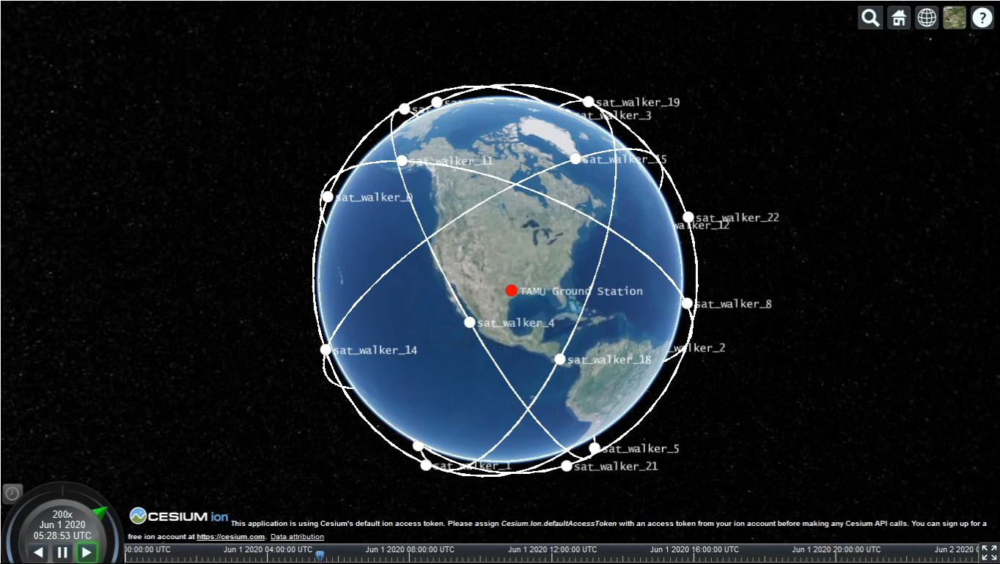 sat_walker_19
sat_walker_3
sat_walker_11
sat_walker_15
sat_walker_0
sat_walker_22
walker_12
TAMU Ground Station
sat_walker_8
sat_walker_4
_walker_2
sat_walker_14
sat_walker_18
sat_walker_5
sat_walker_1
sat_walker_21
200x
Jun 1 2020
05:28:53 UTC
CESIUM ion
This application is using Cesium's default ion access token. Please assign Cesium.Ion.defaultAccessToken with an access token from your ion account before making any Cesium API calls. You can sign up for a
free ion account at https://cesium.com. Data attribution
00:00:00 UTC Jun 1 2020 04:00:00 UTC Jun 1 2020 08:00:00 UTC Jun 1 2020 12:00:00 UTC Jun 1 2020 16:00:00 UTC Jun 1 2020 20:00:00 UTC Jun 2 2020